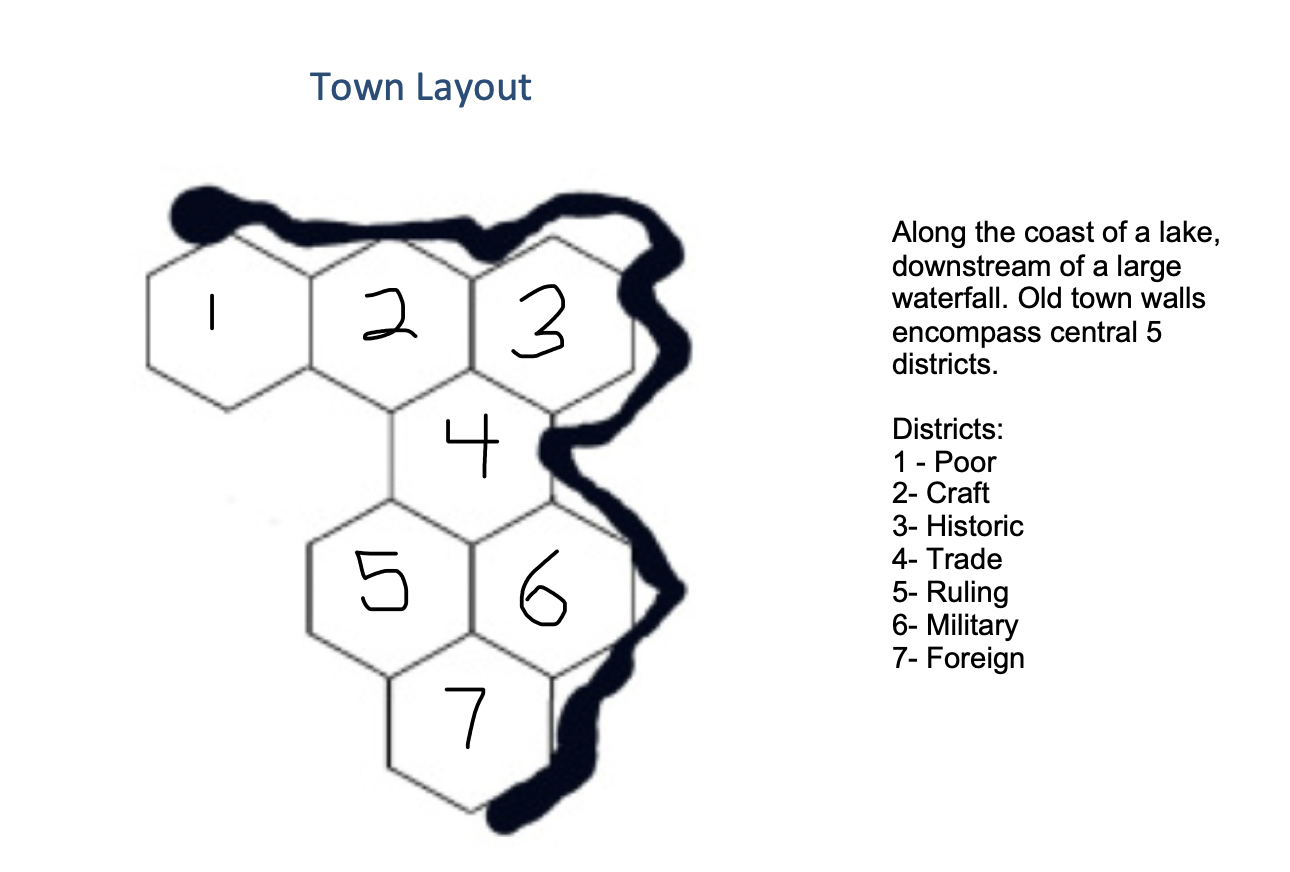 Town Layout
1
2
3
4
5
6
7
Along the coast of a lake,
downstream of a large
waterfall. Old town walls
encompass central 5
districts.
Districts:
1 - Poor
2- Craft
3- Historic
4- Trade
5- Ruling
6- Military
7- Foreign